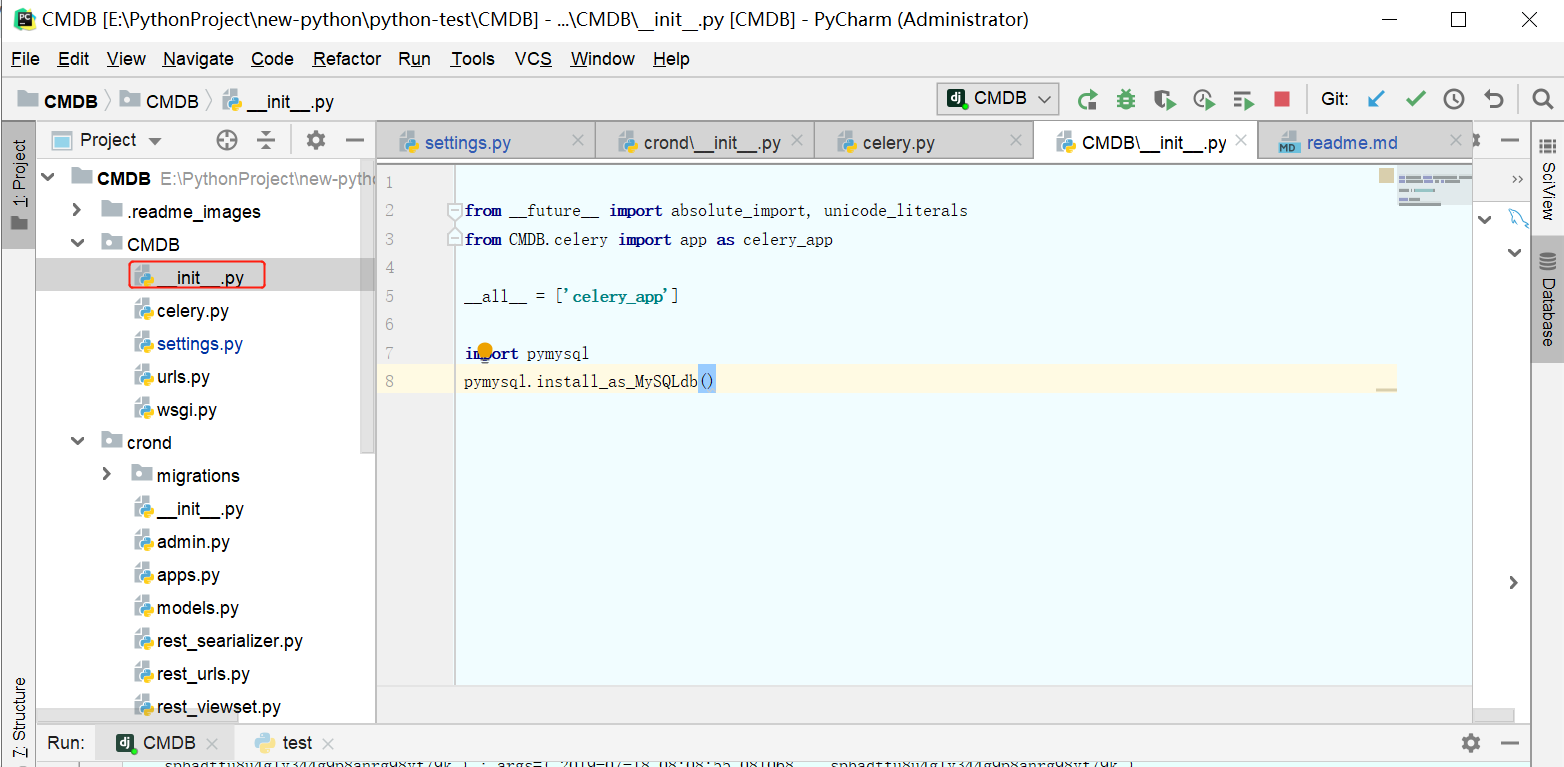 CMDB [E:\PythonProject\new-python\python-test\CMDB] - ...\CMDB\__init__.py [CMDB] - PyCharm (Administrator)
File Edit View Navigate Code Refactor Run Tools VCS Window Help
CMDB CMDB __init__.py CMDB Git:
Project settings.py crond\__init__.py celery.py CMDB\__init__.py readme.md
1: Project
SciView
Database
7: Structure
CMDB E:\PythonProject\new-pytho
.readme_images
CMDB
__init__.py
celery.py
settings.py
urls.py
wsgi.py
crond
migrations
__init__.py
admin.py
apps.py
models.py
rest_searializer.py
rest_urls.py
rest_viewset.py
1
2 from __future__ import absolute_import, unicode_literals
3 from CMDB.celery import app as celery_app
4
5 __all__ = ['celery_app']
6
7 import pymysql
8 pymysql.install_as_MySQLdb()
Run: CMDB test